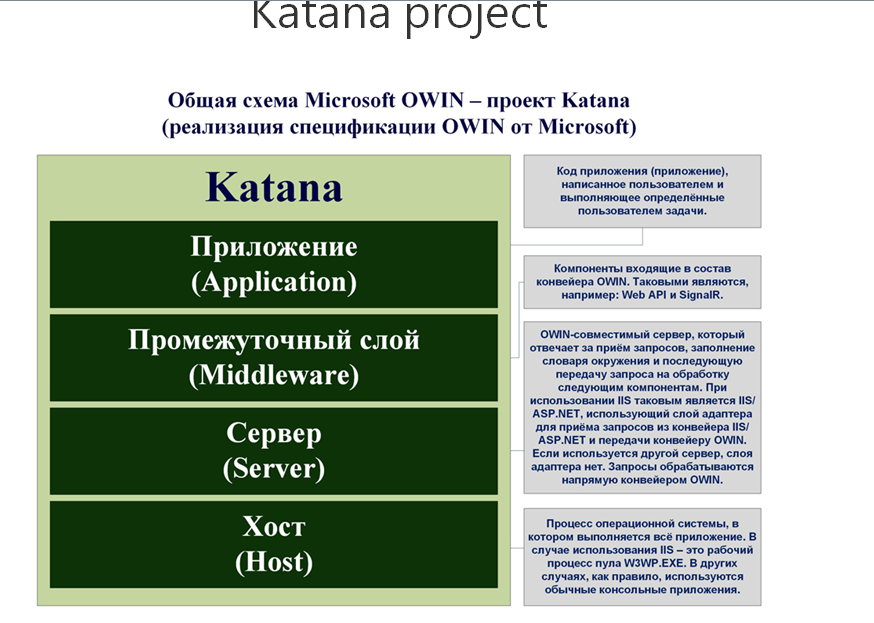 Katana project
Общая схема Microsoft OWIN – проект Katana
(реализация спецификации OWIN от Microsoft)
Katana
Приложение
(Application)
Промежуточный слой
(Middleware)
Сервер
(Server)
Хост
(Host)
Код приложения (приложение),
написанное пользователем и
выполняющее определённые
пользователем задачи.
Компоненты входящие в состав
конвейера OWIN. Таковыми являются,
например: Web API и SignalR.
OWIN-совместимый сервер, который
отвечает за приём запросов, заполнение
словаря окружения и последующую
передачу запроса на обработку
следующим компонентам. При
использовании IIS таковым является IIS/
ASP.NET, использующий слой адаптера
для приёма запросов из конвейера IIS/
ASP.NET и передачи конвейеру OWIN.
Если используется другой сервер, слоя
адаптера нет. Запросы обрабатываются
напрямую конвейером OWIN.
Процесс операционной системы, в
котором выполняется всё приложение. В
случае использования IIS – это рабочий
процесс пула W3WP.EXE. В других
случаях, как правило, используются
обычные консольные приложения.